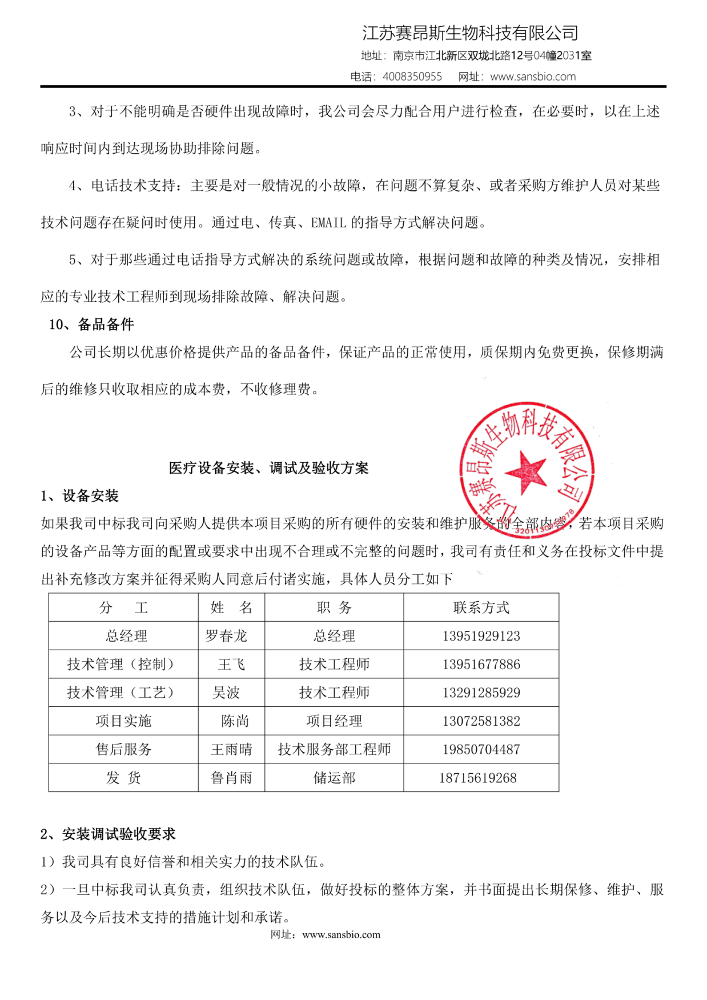 江苏赛昂斯生物科技有限公司
地址：南京市江北新区双垅北路12号04幢2031室
电话：4008350955 网址：www.sansbio.com
3、对于不能明确是否硬件出现故障时，我公司会尽力配合用户进行检查，在必要时，以在上述
响应时间内到达现场协助排除问题。
4、电话技术支持：主要是对一般情况的小故障，在问题不算复杂、或者采购方维护人员对某些
技术问题存在疑问时使用。通过电、传真、EMAIL 的指导方式解决问题。
5、对于那些通过电话指导方式解决的系统问题或故障，根据问题和故障的种类及情况，安排相
应的专业技术工程师到现场排除故障、解决问题。
10、备品备件
公司长期以优惠价格提供产品的备品备件，保证产品的正常使用，质保期内免费更换，保修期满
后的维修只收取相应的成本费，不收修理费。
江苏赛昂斯生物科技有限公司
医疗设备安装、调试及验收方案
1、设备安装
如果我司中标我司向采购人提供本项目采购的所有硬件的安装和维护服务的全部内容，若本项目采购
的设备产品等方面的配置或要求中出现不合理或不完整的问题时，我司有责任和义务在投标文件中提
出补充修改方案并征得采购人同意后付诸实施，具体人员分工如下
分 工 姓 名 职 务 联系方式
总经理 罗春龙 总经理 13951929123
技术管理（控制） 王飞 技术工程师 13951677886
技术管理（工艺） 吴波 技术工程师 13291285929
项目实施 陈尚 项目经理 13072581382
售后服务 王雨晴 技术服务部工程师 19850704487
发 货 鲁肖雨 储运部 18715619268
2、安装调试验收要求
1）我司具有良好信誉和相关实力的技术队伍。
2）一旦中标我司认真负责，组织技术队伍，做好投标的整体方案，并书面提出长期保修、维护、服
务以及今后技术支持的措施计划和承诺。
网址：www.sansbio.com